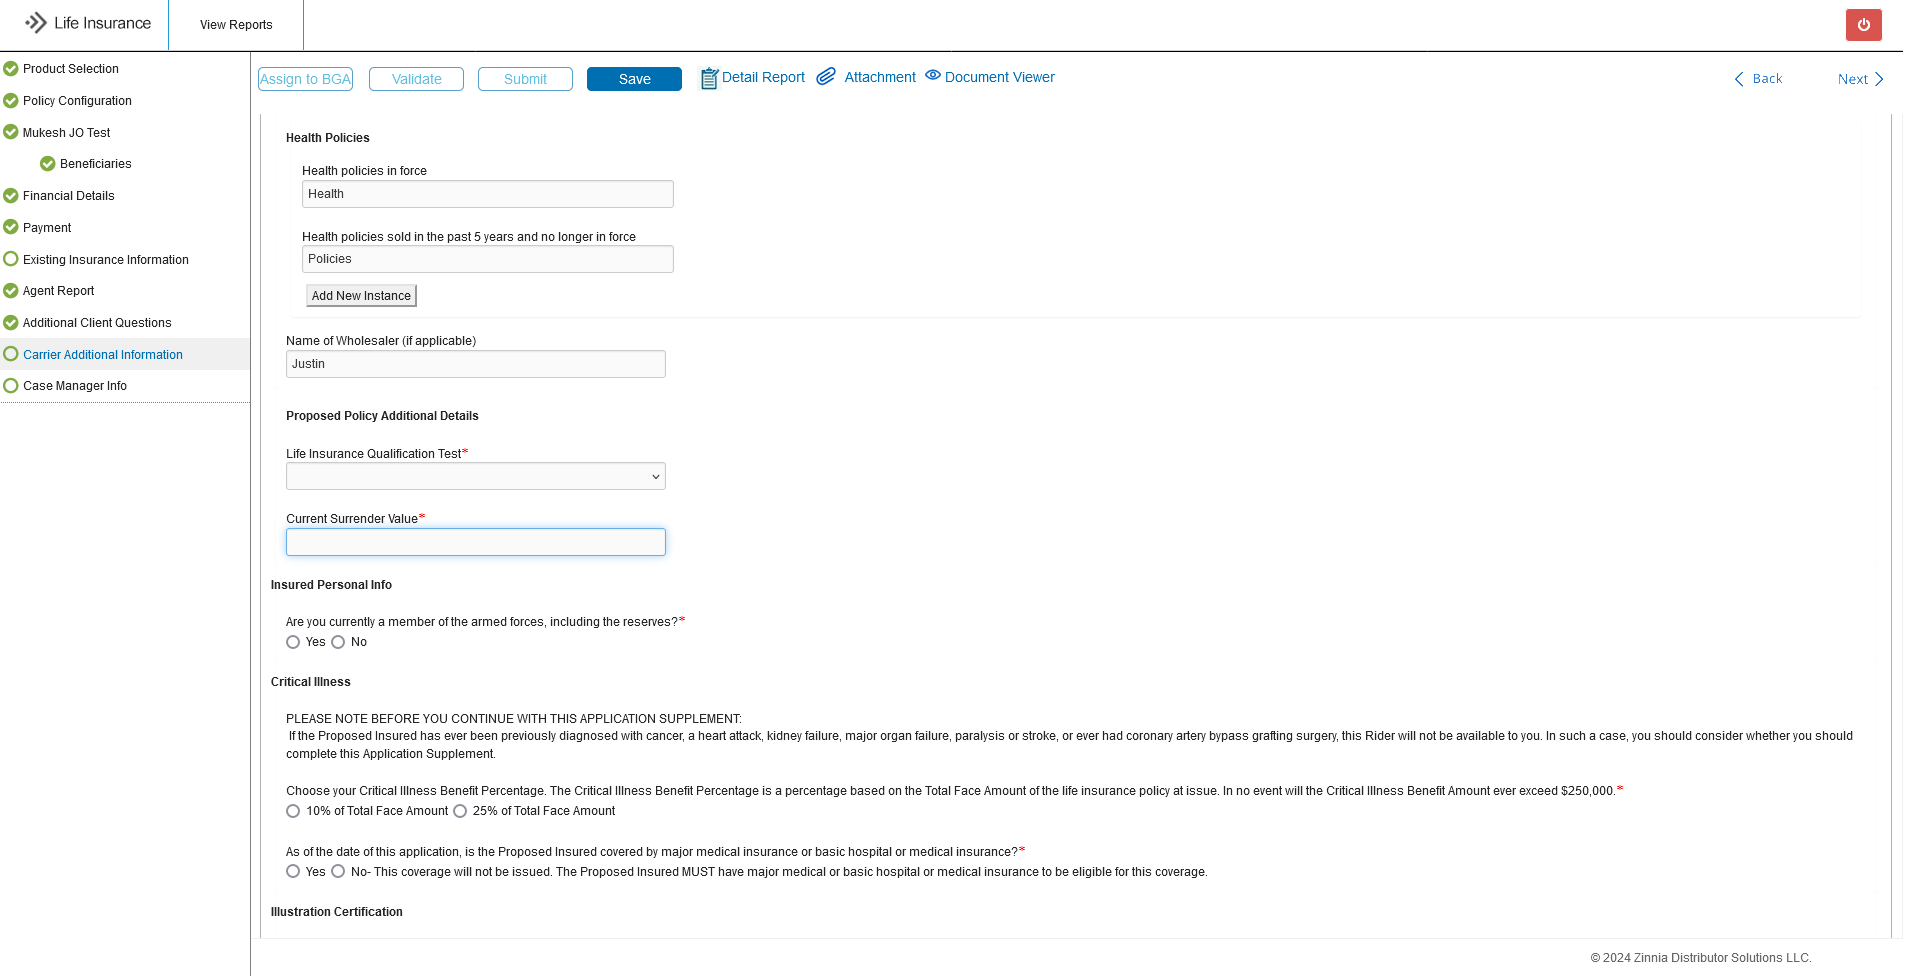 Life Insurance
View Reports
Product Selection
Policy Configuration
Mukesh JO Test
Beneficiaries
Financial Details
Payment
Existing Insurance Information
Agent Report
Additional Client Questions
Carrier Additional Information
Case Manager Info
Assign to BGA
Validate
Submit
Save
Detail Report
Attachment
Document Viewer
Back
Next
Health Policies
Health policies in force
Health
Health policies sold in the past 5 years and no longer in force
Policies
Add New Instance
Name of Wholesaler (if applicable)
Justin
Proposed Policy Additional Details
Life Insurance Qualification Test*
Current Surrender Value*
Insured Personal Info
Are you currently a member of the armed forces, including the reserves?*
Yes No
Critical Illness
PLEASE NOTE BEFORE YOU CONTINUE WITH THIS APPLICATION SUPPLEMENT:
If the Proposed Insured has ever been previously diagnosed with cancer, a heart attack, kidney failure, major organ failure, paralysis or stroke, or ever had coronary artery bypass grafting surgery, this Rider will not be available to you. In such a case, you should consider whether you should
complete this Application Supplement.
Choose your Critical Illness Benefit Percentage. The Critical Illness Benefit Percentage is a percentage based on the Total Face Amount of the life insurance policy at issue. In no event will the Critical Illness Benefit Amount ever exceed $250,000.*
10% of Total Face Amount 25% of Total Face Amount
As of the date of this application, is the Proposed Insured covered by major medical insurance or basic hospital or medical insurance?*
Yes No- This coverage will not be issued. The Proposed Insured MUST have major medical or basic hospital or medical insurance to be eligible for this coverage.
Illustration Certification
© 2024 Zinnia Distributor Solutions LLC.